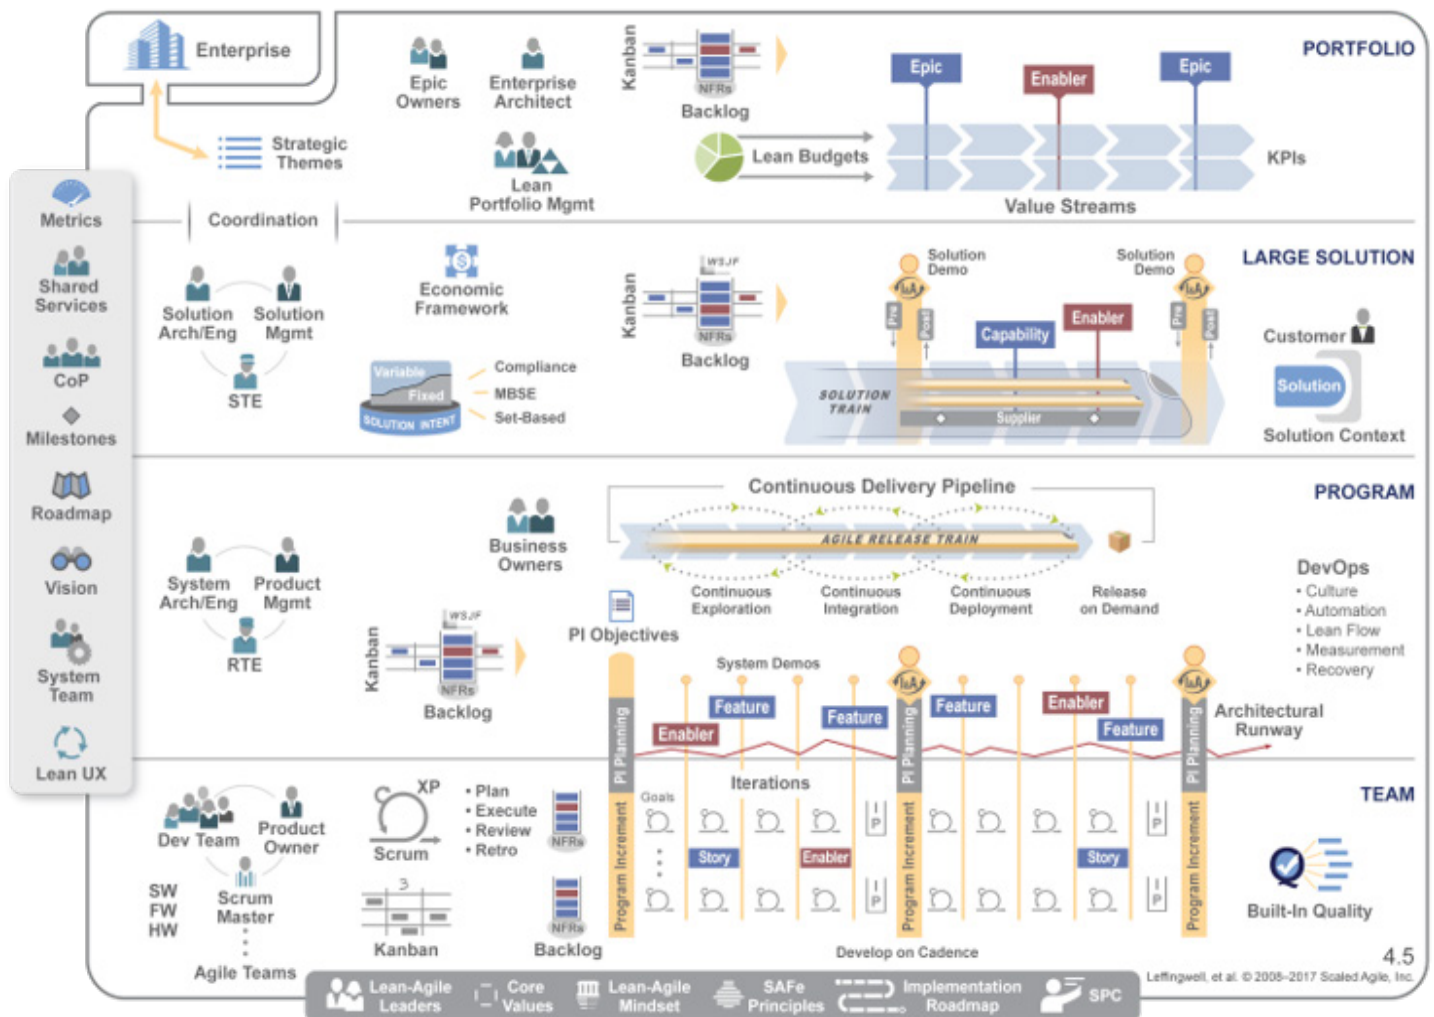 Enterprise
Strategic
Themes
Epic
Owners
Enterprise
Architect
Lean
Portfolio Mgmt
Kanban
NFRs
Backlog
Lean Budgets
Epic
Enabler
Epic
KPIs
Value Streams
PORTFOLIO
Metrics
Shared
Services
CoP
Milestones
Roadmap
Vision
System
Team
Lean UX
Coordination
Solution
Arch/Eng
Solution
Mgmt
STE
Economic
Framework
Variable
Fixed
SOLUTION INTENT
Compliance
MBSE
Set-Based
Kanban
WSJF
NFRs
Backlog
Solution
Demo
I&A
Pre
Post
Capability
Enabler
Solution
Demo
I&A
Pre
Post
SOLUTION
TRAIN
Supplier
LARGE SOLUTION
Customer
Solution
Solution Context
System
Arch/Eng
Product
Mgmt
RTE
Business
Owners
Kanban
WSJF
NFRs
Backlog
PI Objectives
Continuous Delivery Pipeline
AGILE RELEASE TRAIN
Continuous
Exploration
Continuous
Integration
Continuous
Deployment
Release
on Demand
PROGRAM
DevOps
• Culture
• Automation
• Lean Flow
• Measurement
• Recovery
System Demos
I&A
I&A
Enabler
Feature
Feature
Feature
Enabler
Feature
Architectural
Runway
PI Planning
PI Planning
PI Planning
Dev Team
Product
Owner
Scrum
Master
SW
FW
HW
Agile Teams
XP
Scrum
• Plan
• Execute
• Review
• Retro
3
Kanban
NFRs
NFRs
Backlog
Program Increment
Goals
Iterations
Story
Enabler
I
P
I
P
Program Increment
Story
I
P
I
P
Program Increment
Develop on Cadence
TEAM
Built-In Quality
4.5
Leffingwell, et al. © 2008–2017 Scaled Agile, Inc.
Lean-Agile
Leaders
Core
Values
Lean-Agile
Mindset
SAFe
Principles
Implementation
Roadmap
SPC